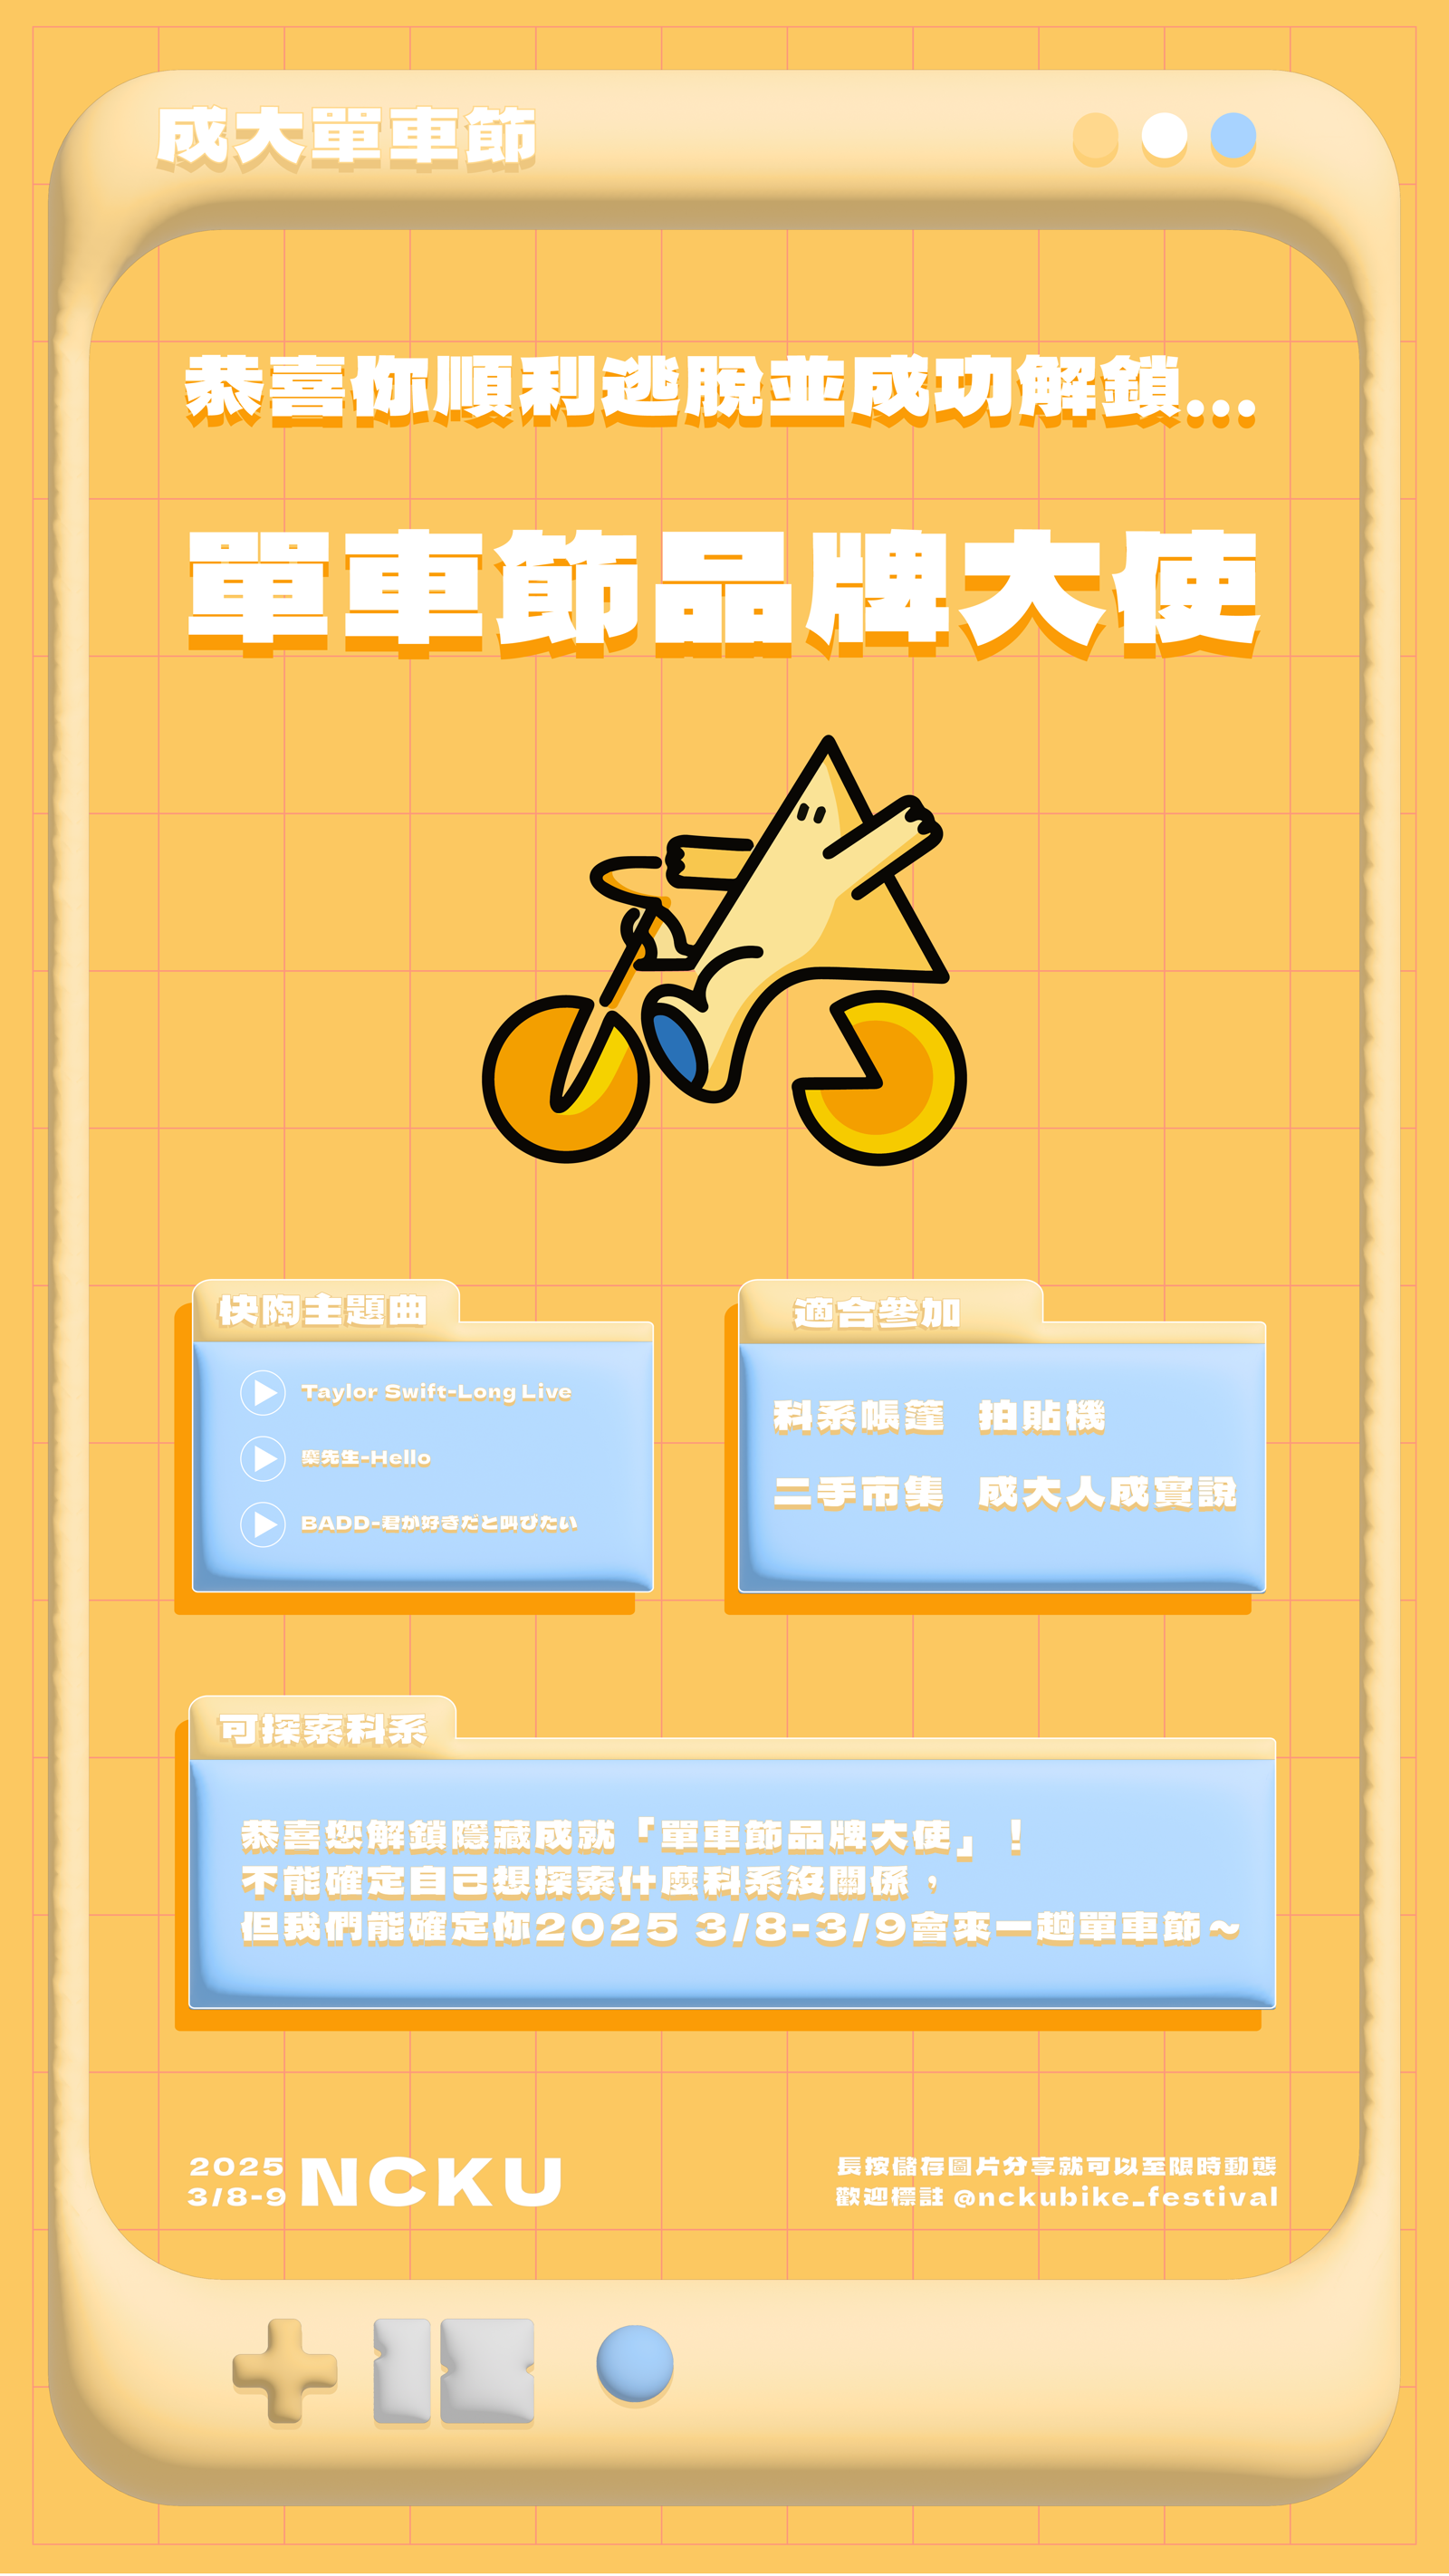 成大單車節
恭喜你順利逃脫並成功解鎖...
單車節品牌大使
快陶主題曲
Taylor Swift-Long Live
麋先生-Hello
BADD-君が好きだと叫びたい
適合參加
科系帳篷 拍貼機
二手市集 成大人成實說
可探索科系
恭喜您解鎖隱藏成就「單車節品牌大使」!
不能確定自己想探索什麼科系沒關係，
但我們能確定你2025 3/8-3/9會來一趟單車節~
2025
3/8-9
NCKU
長按儲存圖片分享就可以至限時動態
歡迎標註 @nckubike_festival